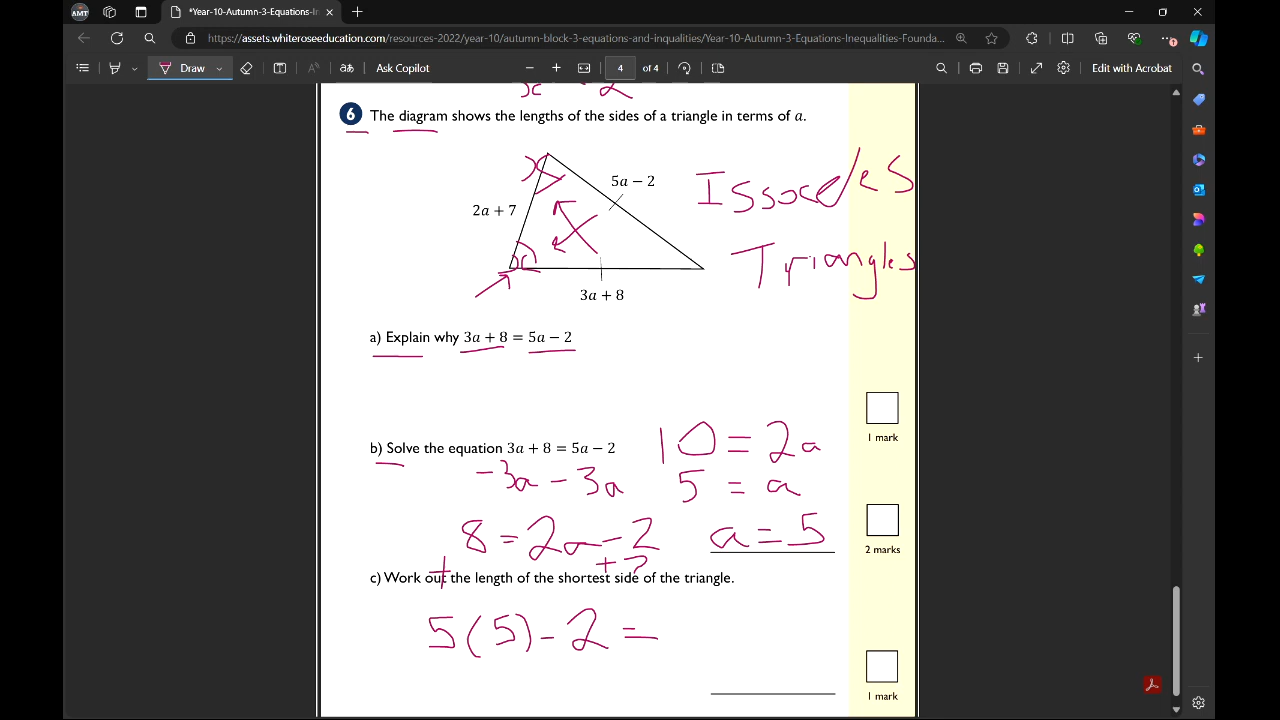 AMT
*Year-10-Autumn-3-Equations-In
https://assets.whiteroseeducation.com/resources-2022/year-10/autumn-block-3-equations-and-inqualities/Year-10-Autumn-3-Equations-Inequalities-Founda...
Draw
Ask Copilot
4
of 4
Edit with Acrobat
x 2
6 The diagram shows the lengths of the sides of a triangle in terms of a.
x
5a − 2
2a + 7
x
3a + 8
Issoceles
Triangles
a) Explain why 3a + 8 = 5a − 2
1 mark
b) Solve the equation 3a + 8 = 5a − 2
-3a - 3a
8 = 2a - 2
+ + 2
10 = 2a
5 = a
a = 5
2 marks
c) Work out the length of the shortest side of the triangle.
5(5) - 2 =
1 mark